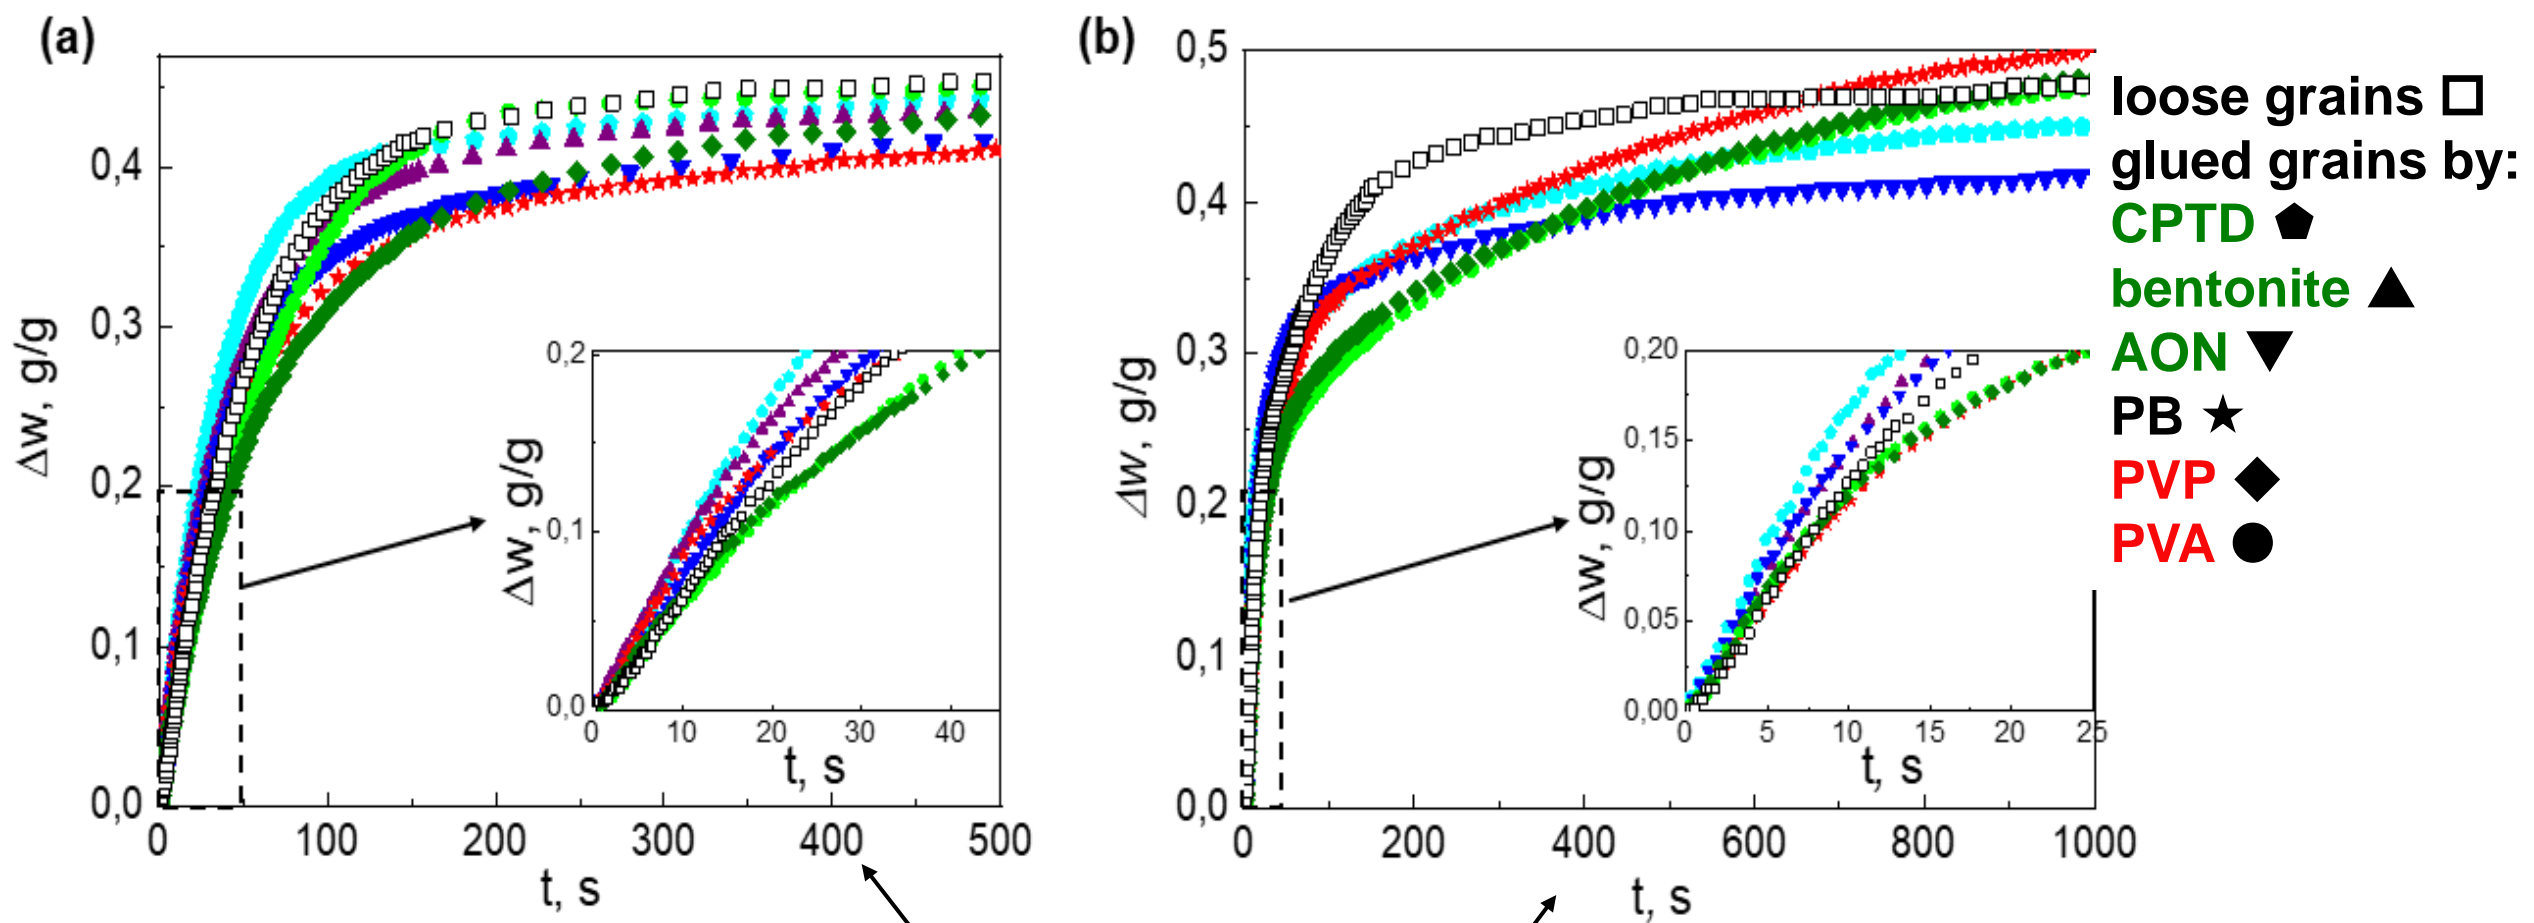 (a)
Δw, g/g
0,4
0,3
0,2
0,1
0,0
0 100 200 300 400 500
t, s
Δw, g/g
0,2
0,1
0,0
0 10 20 30 40
t, s
(b)
Δw, g/g
0,5
0,4
0,3
0,2
0,1
0,0
0 200 400 600 800 1000
t, s
Δw, g/g
0,20
0,15
0,10
0,05
0,00
0 5 10 15 20 25
t, s
loose grains
glued grains by:
CPTD
bentonite
AON
PB
PVP
PVA